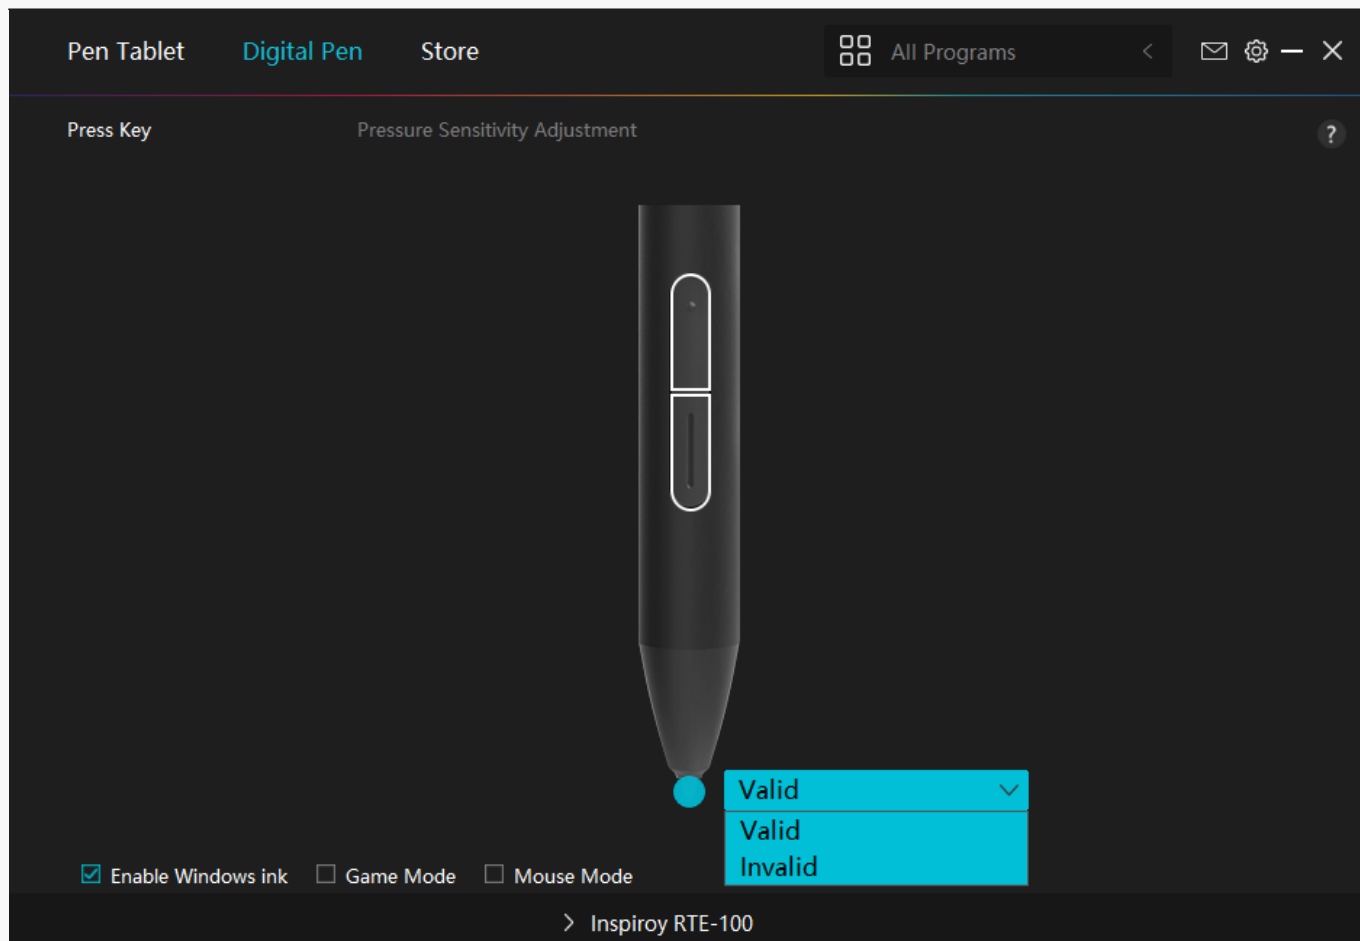 Pen Tablet Digital Pen Store All Programs
Press Key Pressure Sensitivity Adjustment ?
Valid
Valid
Invalid
Enable Windows ink Game Mode Mouse Mode
Inspiroy RTE-100